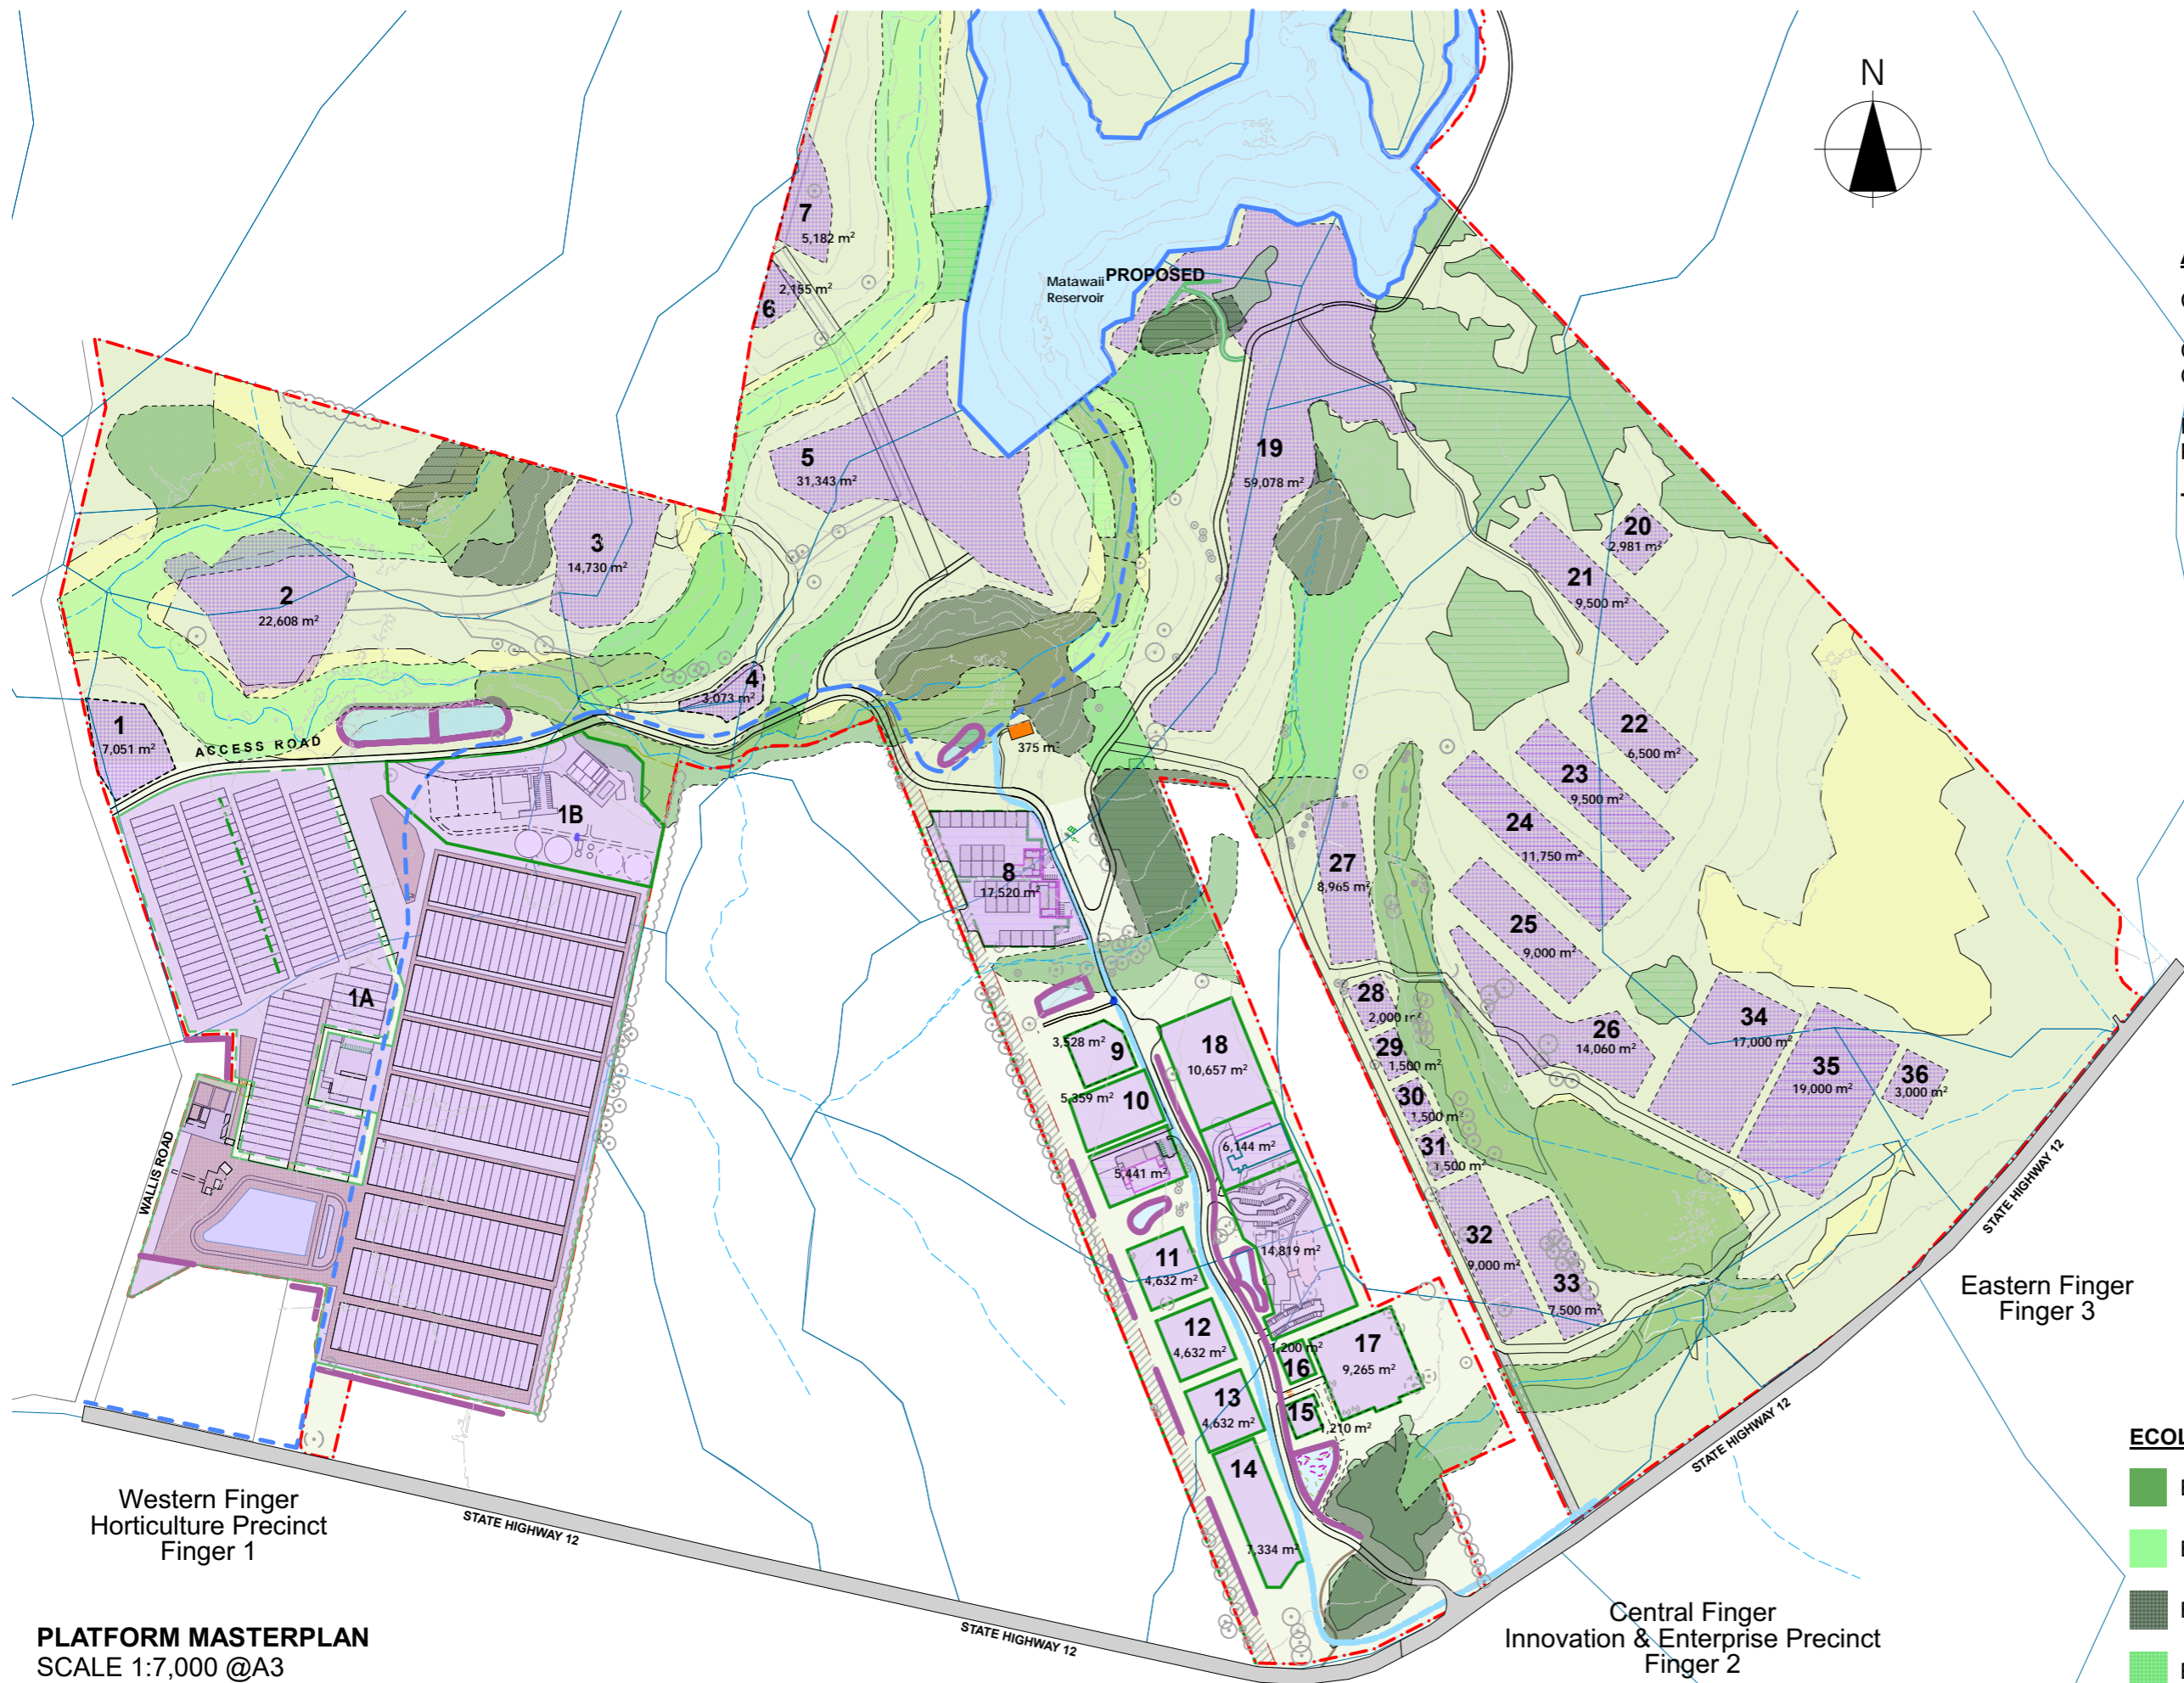 N
7
5,182 m²
2,155 m²
6
Matawaii
Reservoir
PROPOSED
5
31,343 m²
19
59,078 m²
3
14,730 m²
2
22,608 m²
20
2,981 m²
21
9,500 m²
4
3,073 m²
1
7,051 m²
ACCESS ROAD
375 m²
22
6,500 m²
23
9,500 m²
24
11,750 m²
1B
8
17,520 m²
27
8,965 m²
25
9,000 m²
1A
28
2,000 m²
26
14,060 m²
34
17,000 m²
35
19,000 m²
36
3,000 m²
3,528 m²
9
18
10,657 m²
29
1,500 m²
5,359 m²
10
30
1,500 m²
6,144 m²
31
1,500 m²
5,441 m²
WALLIS ROAD
11
4,632 m²
14,819 m²
32
9,000 m²
33
7,500 m²
STATE HIGHWAY 12
Eastern Finger
Finger 3
12
4,632 m²
1,200 m²
16
17
9,265 m²
13
4,632 m²
15
1,210 m²
14
7,334 m²
STATE HIGHWAY 12
ECOL
Western Finger
Horticulture Precinct
Finger 1
STATE HIGHWAY 12
STATE HIGHWAY 12
Central Finger
Innovation & Enterprise Precinct
Finger 2
PLATFORM MASTERPLAN
SCALE 1:7,000 @A3